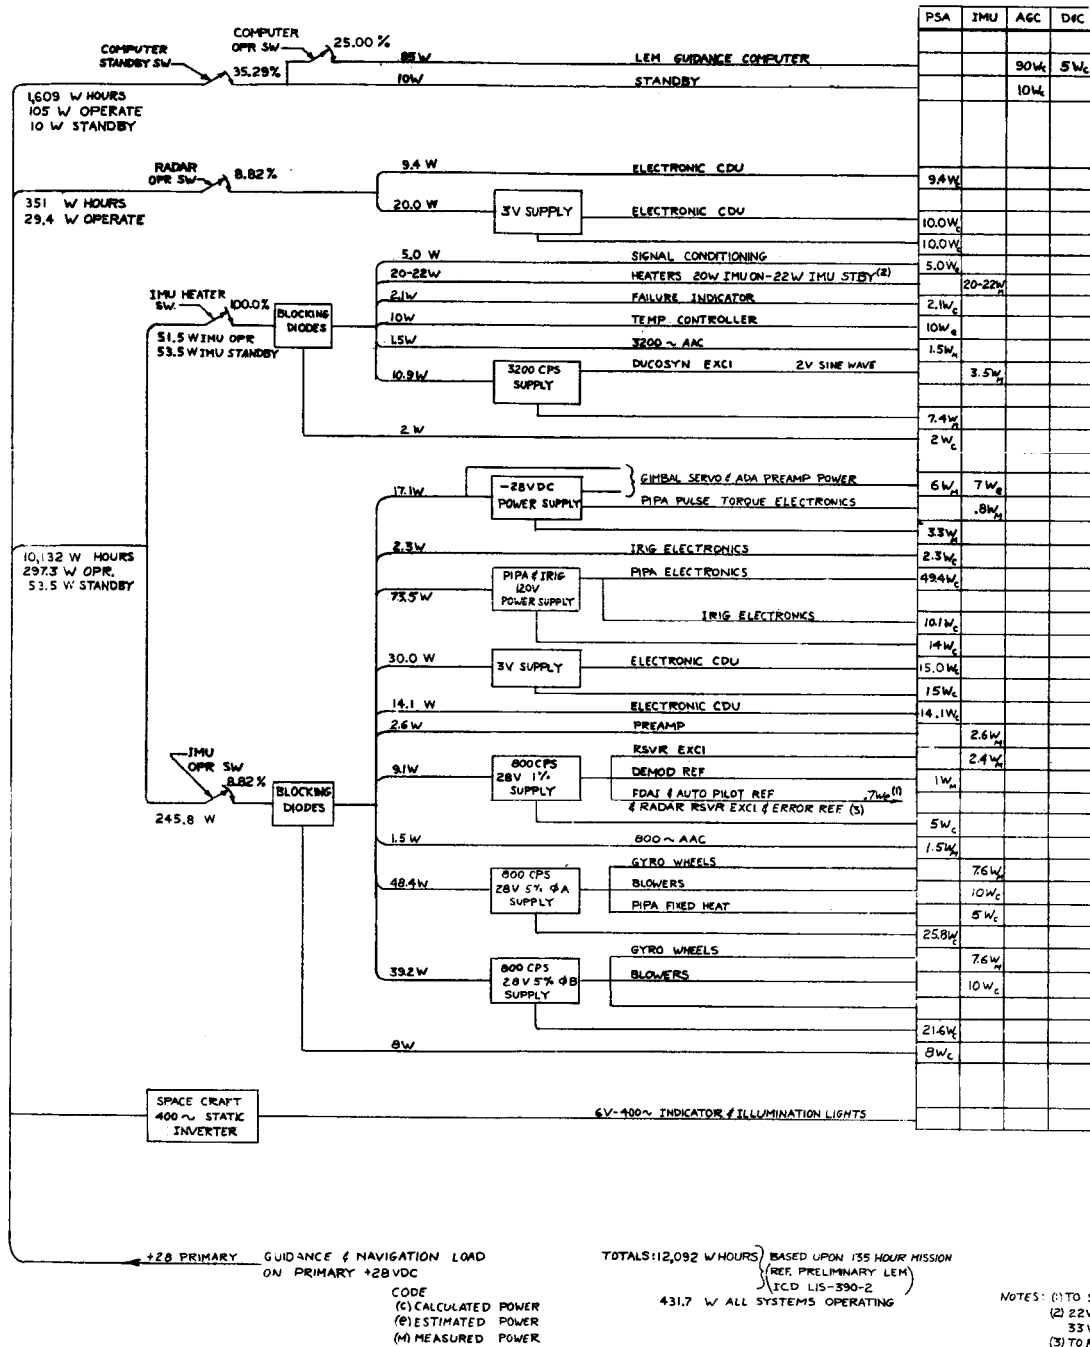 PSA IMU AGC D&C
COMPUTER OPR SW
25.00 %
COMPUTER STANDBY SW
35.29%
95W LEM GUIDANCE COMPUTER 90Wc 5Wc
10W STANDBY 10Wc
1,609 W HOURS
105 W OPERATE
10 W STANDBY
RADAR OPR SW
8.82%
351 W HOURS
29.4 W OPERATE
9.4 W ELECTRONIC CDU 9.4Wc
20.0 W 3V SUPPLY ELECTRONIC CDU 10.0Wc
10.0Wc
5.0 W SIGNAL CONDITIONING 5.0We
20-22W HEATERS 20W IMU ON-22W IMU STBY(2) 20-22WM
2.1W FAILURE INDICATOR 2.1Wc
10W TEMP CONTROLLER 10We
1.5W 3200 ~ AAC 1.5WM
10.9W 3200 CPS SUPPLY DUCOSYN EXCI 2V SINE WAVE 3.5WM
7.4WM
IMU HEATER SW.
100.0%
BLOCKING DIODES
51.5 W IMU OPR
53.5 W IMU STANDBY
2 W 2Wc
17.1W -28VDC POWER SUPPLY GIMBAL SERVO & ADA PREAMP POWER 6WM 7We
PIPA PULSE TORQUE ELECTRONICS .8WM
3.3WM
10,132 W HOURS
297.3 W OPR.
53.5 W STANDBY
2.3W IRIG ELECTRONICS 2.3Wc
73.5W PIPA & IRIG 120V POWER SUPPLY PIPA ELECTRONICS 49.4Wc
IRIG ELECTRONICS 10.1Wc
14Wc
30.0 W 3V SUPPLY ELECTRONIC CDU 15.0Wc
15Wc
14.1 W ELECTRONIC CDU 14.1Wc
2.6W PREAMP 2.6WM
9.1W 800 CPS 28V 1% SUPPLY RSVR EXCI 2.4WM
DEMOD REF 1WM
FDAI & AUTO PILOT REF .7We(1)
& RADAR RSVR EXCI & ERROR REF (3)
5Wc
IMU OPR SW
8.82%
BLOCKING DIODES
245.8 W
1.5 W 800 ~ AAC 1.5WM
48.4W 800 CPS 28V 5% ΦA SUPPLY GYRO WHEELS 7.6WM
BLOWERS 10Wc
PIPA FIXED HEAT 5Wc
25.8Wc
39.2W 800 CPS 28V 5% ΦB SUPPLY GYRO WHEELS 7.6WM
BLOWERS 10Wc
21.6Wc
8W 8Wc
SPACE CRAFT 400 ~ STATIC INVERTER 6V-400~ INDICATOR & ILLUMINATION LIGHTS
+28 PRIMARY GUIDANCE & NAVIGATION LOAD
ON PRIMARY +28VDC
CODE
(C) CALCULATED POWER
(e) ESTIMATED POWER
(M) MEASURED POWER
TOTALS: 12,092 W HOURS BASED UPON 135 HOUR MISSION
(REF. PRELIMINARY LEM)
(ICD LIS-390-2
431.7 W ALL SYSTEMS OPERATING
NOTES: (1) TO
(2) 22
33
(3) TO